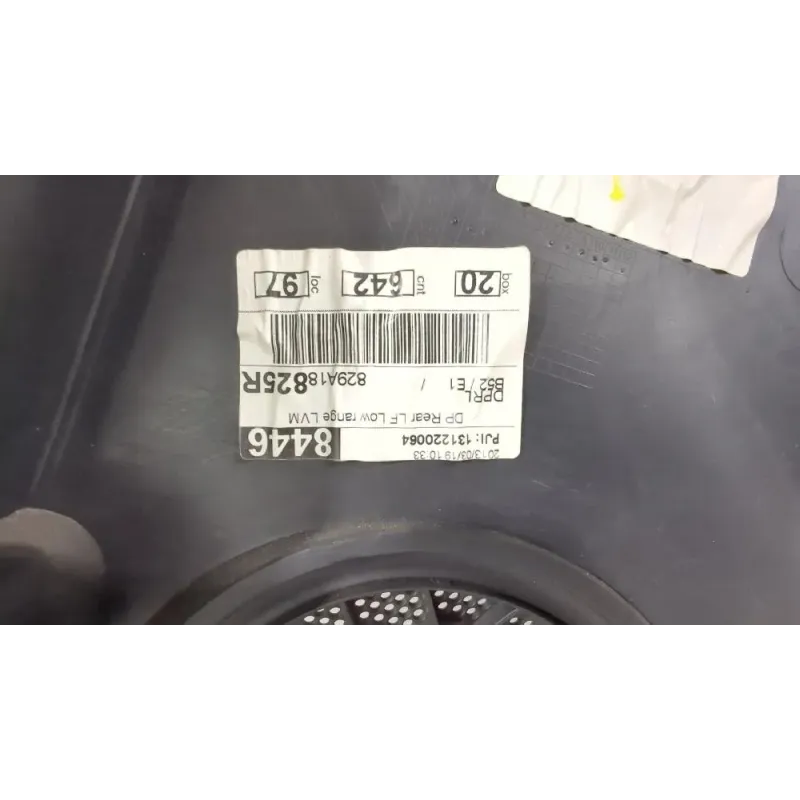 2013/03/19 10:33
PJI: 131220064 8446
DP Rear LF Low range LVM
DPRL
B52 / E1 / 829A18825R
box 20 cnt 642 loc 97